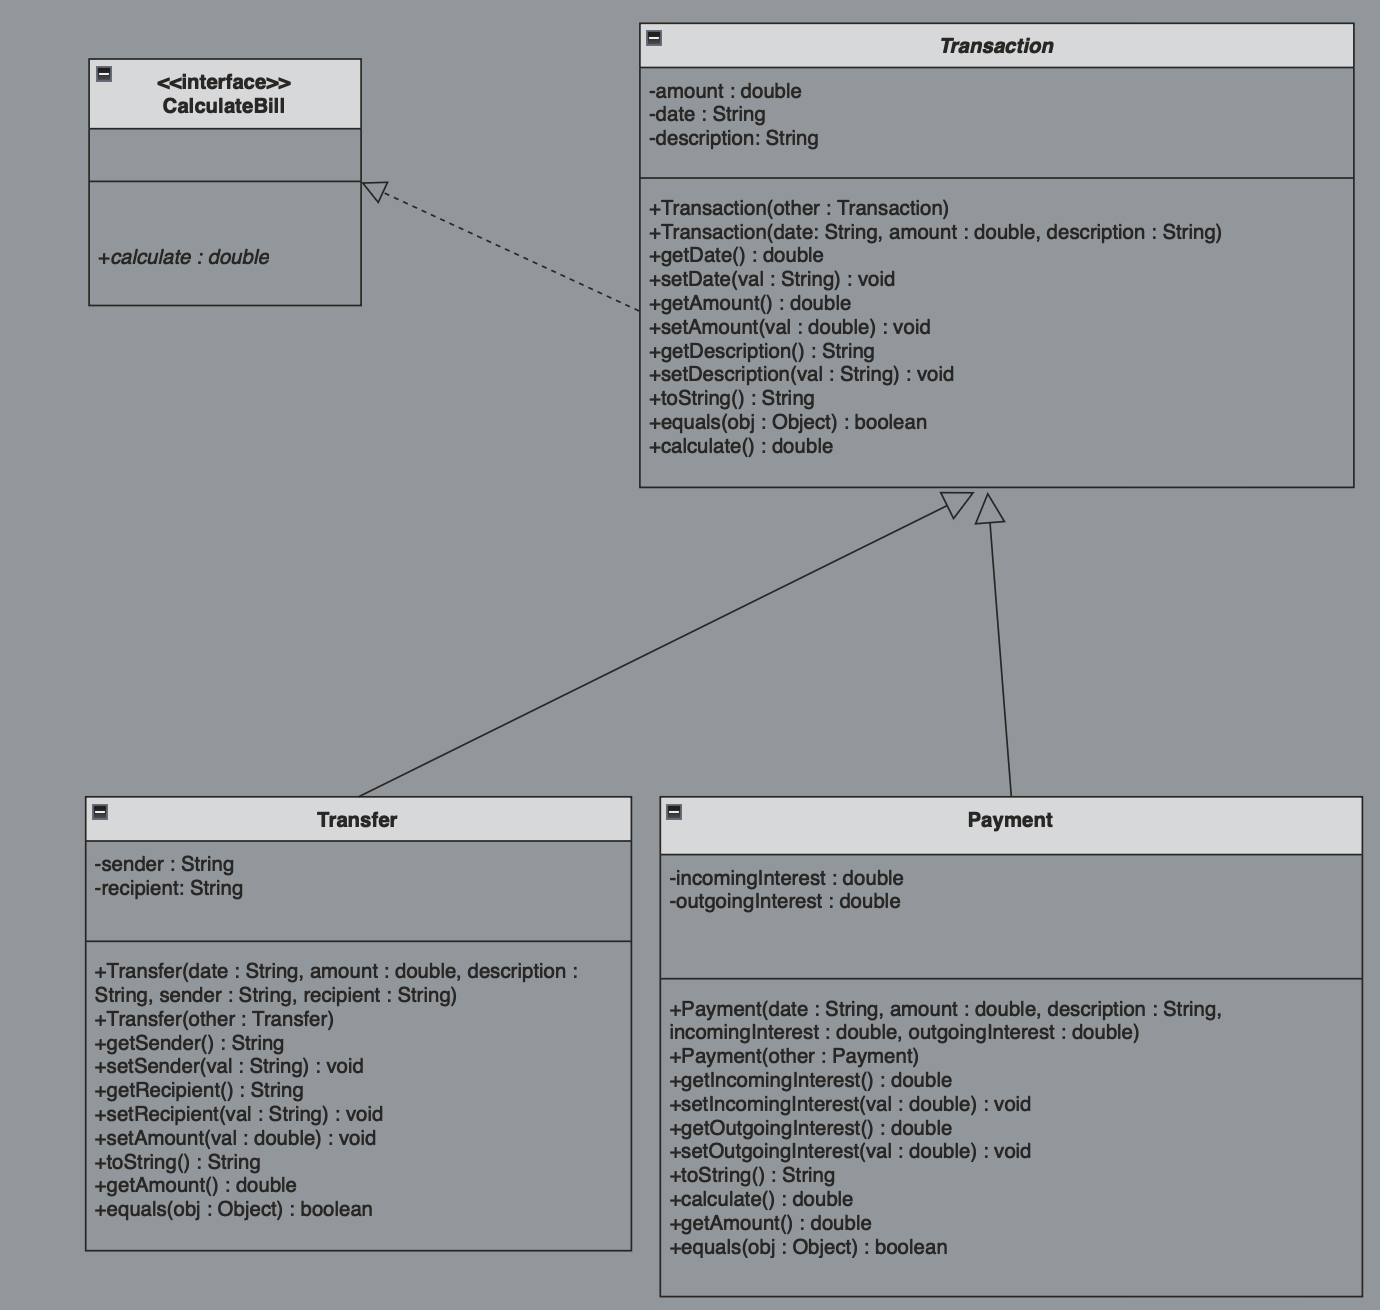 <<interface>>
CalculateBill
+calculate : double
Transaction
-amount : double
-date : String
-description: String
+Transaction(other : Transaction)
+Transaction(date: String, amount : double, description : String)
+getDate() : double
+setDate(val : String) : void
+getAmount() : double
+setAmount(val : double) : void
+getDescription() : String
+setDescription(val : String) : void
+toString() : String
+equals(obj : Object) : boolean
+calculate() : double
Transfer
-sender : String
-recipient: String
+Transfer(date : String, amount : double, description :
String, sender : String, recipient : String)
+Transfer(other : Transfer)
+getSender() : String
+setSender(val : String) : void
+getRecipient() : String
+setRecipient(val : String) : void
+setAmount(val : double) : void
+toString() : String
+getAmount() : double
+equals(obj : Object) : boolean
Payment
-incomingInterest : double
-outgoingInterest : double
+Payment(date : String, amount : double, description : String,
incomingInterest : double, outgoingInterest : double)
+Payment(other : Payment)
+getIncomingInterest() : double
+setIncomingInterest(val : double) : void
+getOutgoingInterest() : double
+setOutgoingInterest(val : double) : void
+toString() : String
+calculate() : double
+getAmount() : double
+equals(obj : Object) : boolean